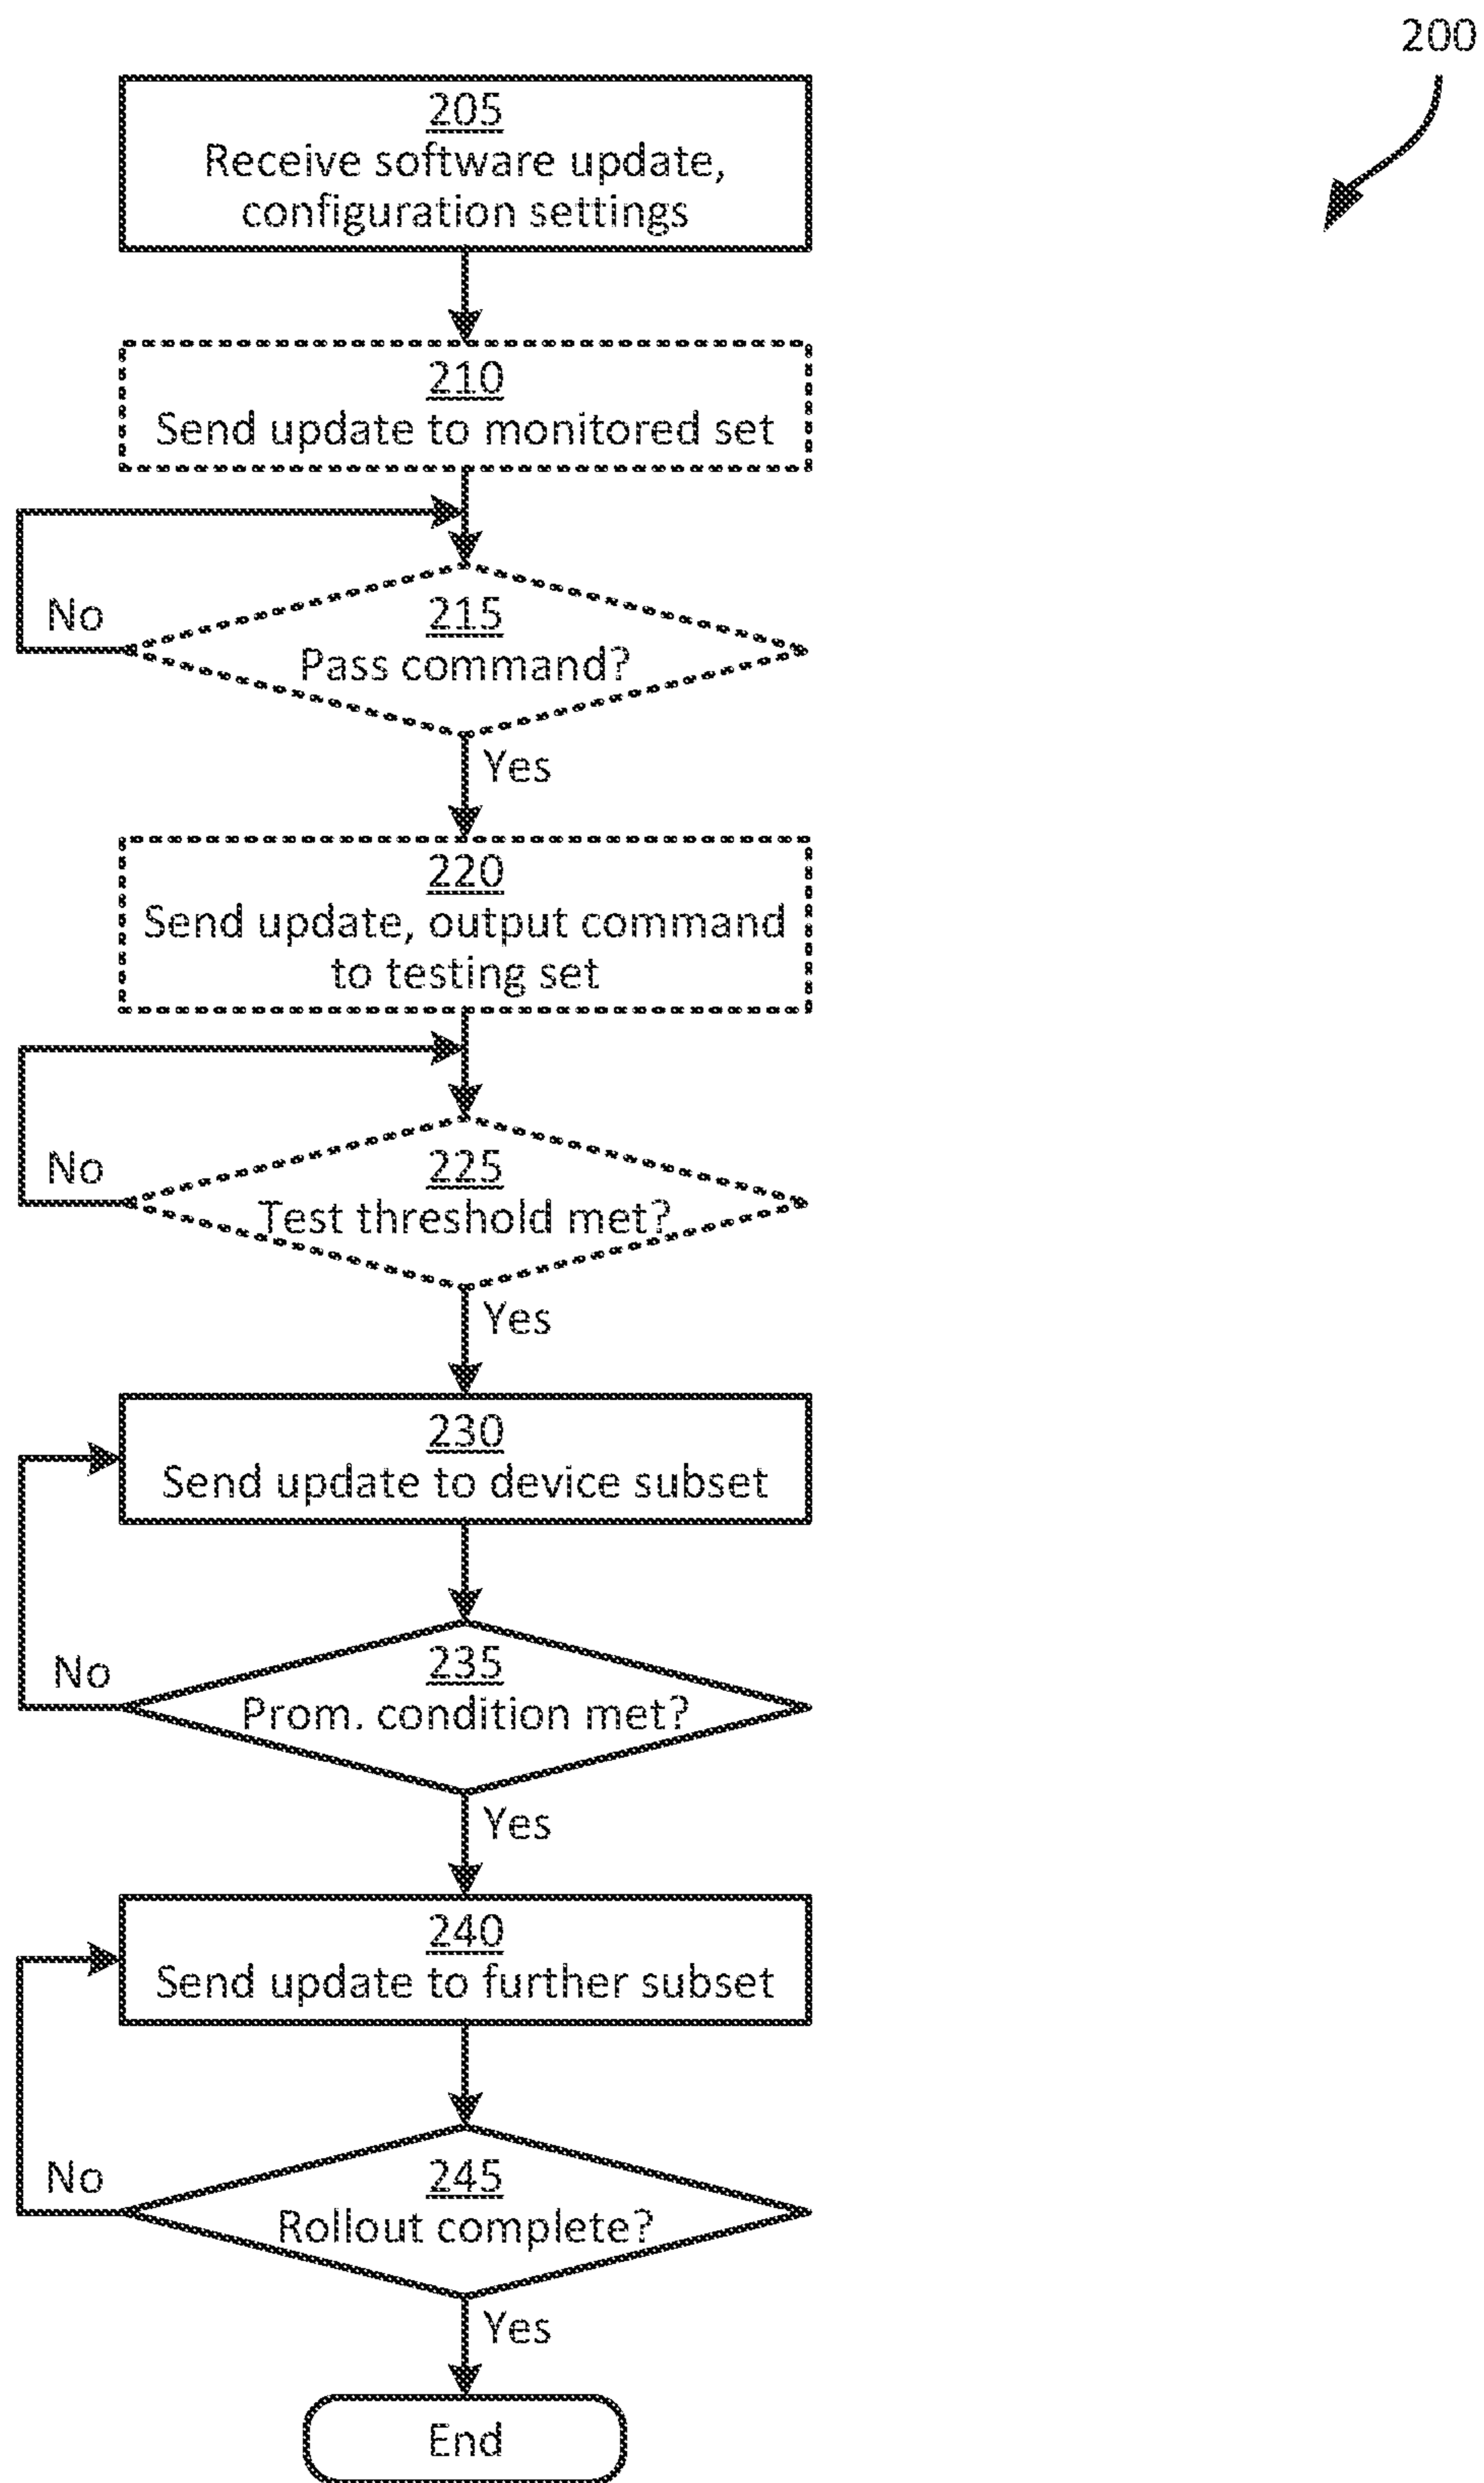 200
205
Receive software update,
configuration settings
210
Send update to monitored set
No
215
Pass command?
Yes
220
Send update, output command
to testing set
No
225
Test threshold met?
Yes
230
Send update to device subset
No
235
Prom. condition met?
Yes
240
Send update to further subset
No
245
Rollout complete?
Yes
End